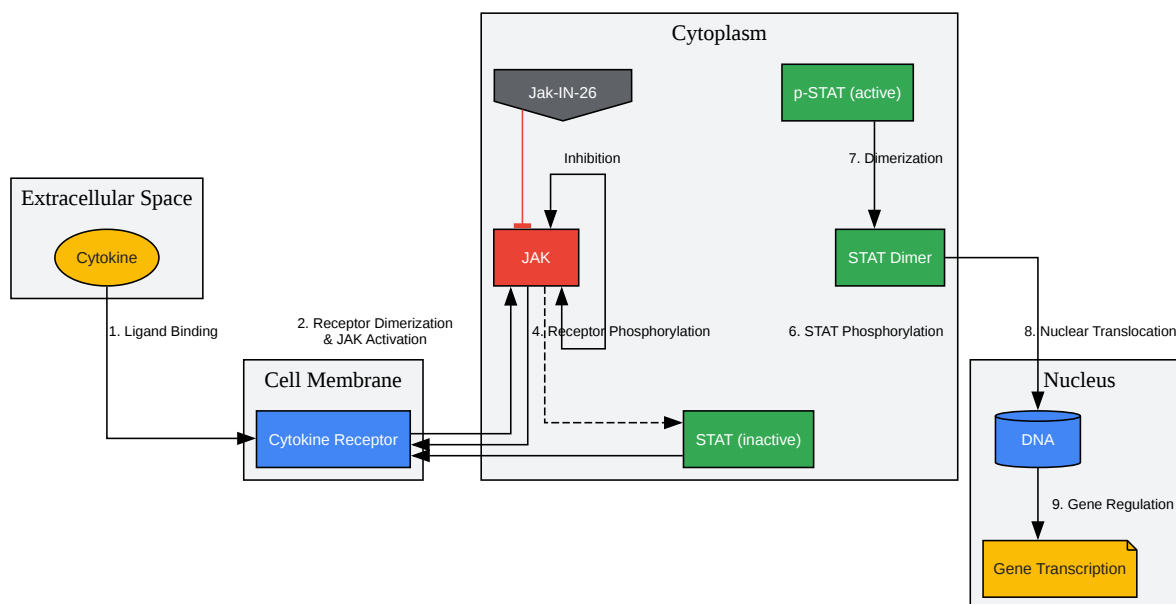 Cytoplasm
Jak-IN-26
p-STAT (active)
Inhibition
7. Dimerization
Extracellular Space
Cytokine
JAK
STAT Dimer
1. Ligand Binding
2. Receptor Dimerization
& JAK Activation
4. Receptor Phosphorylation
6. STAT Phosphorylation
8. Nuclear Translocation
Cell Membrane
Nucleus
Cytokine Receptor
STAT (inactive)
DNA
9. Gene Regulation
Gene Transcription